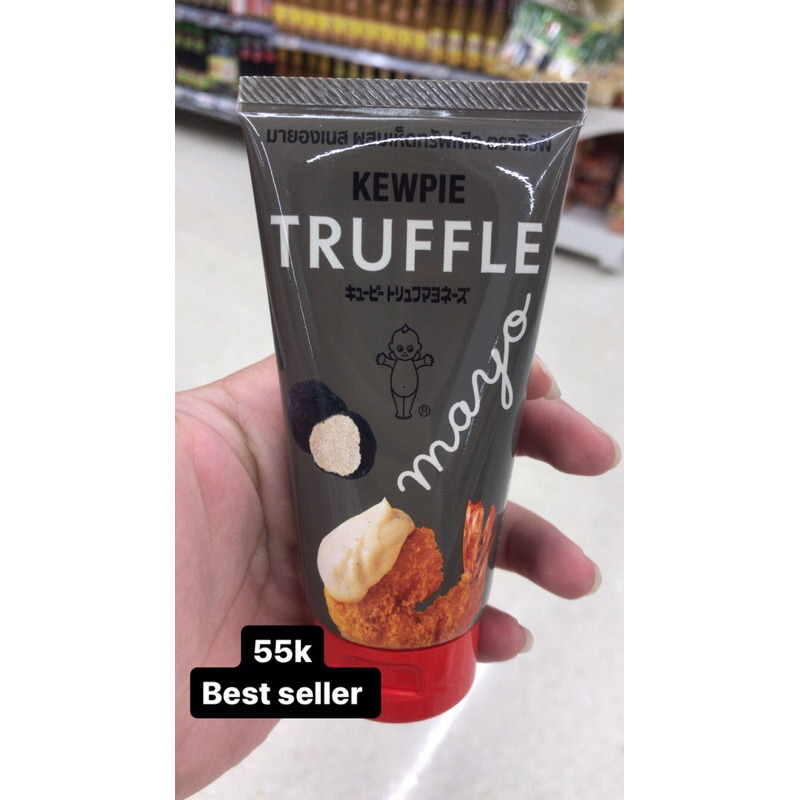 มายองเนส ผสมเห็ดทรัฟเฟิล ตราคิวพี
KEWPIE
TRUFFLE
キユーピー トリュフマヨネーズ
mayo
®
55k
Best seller